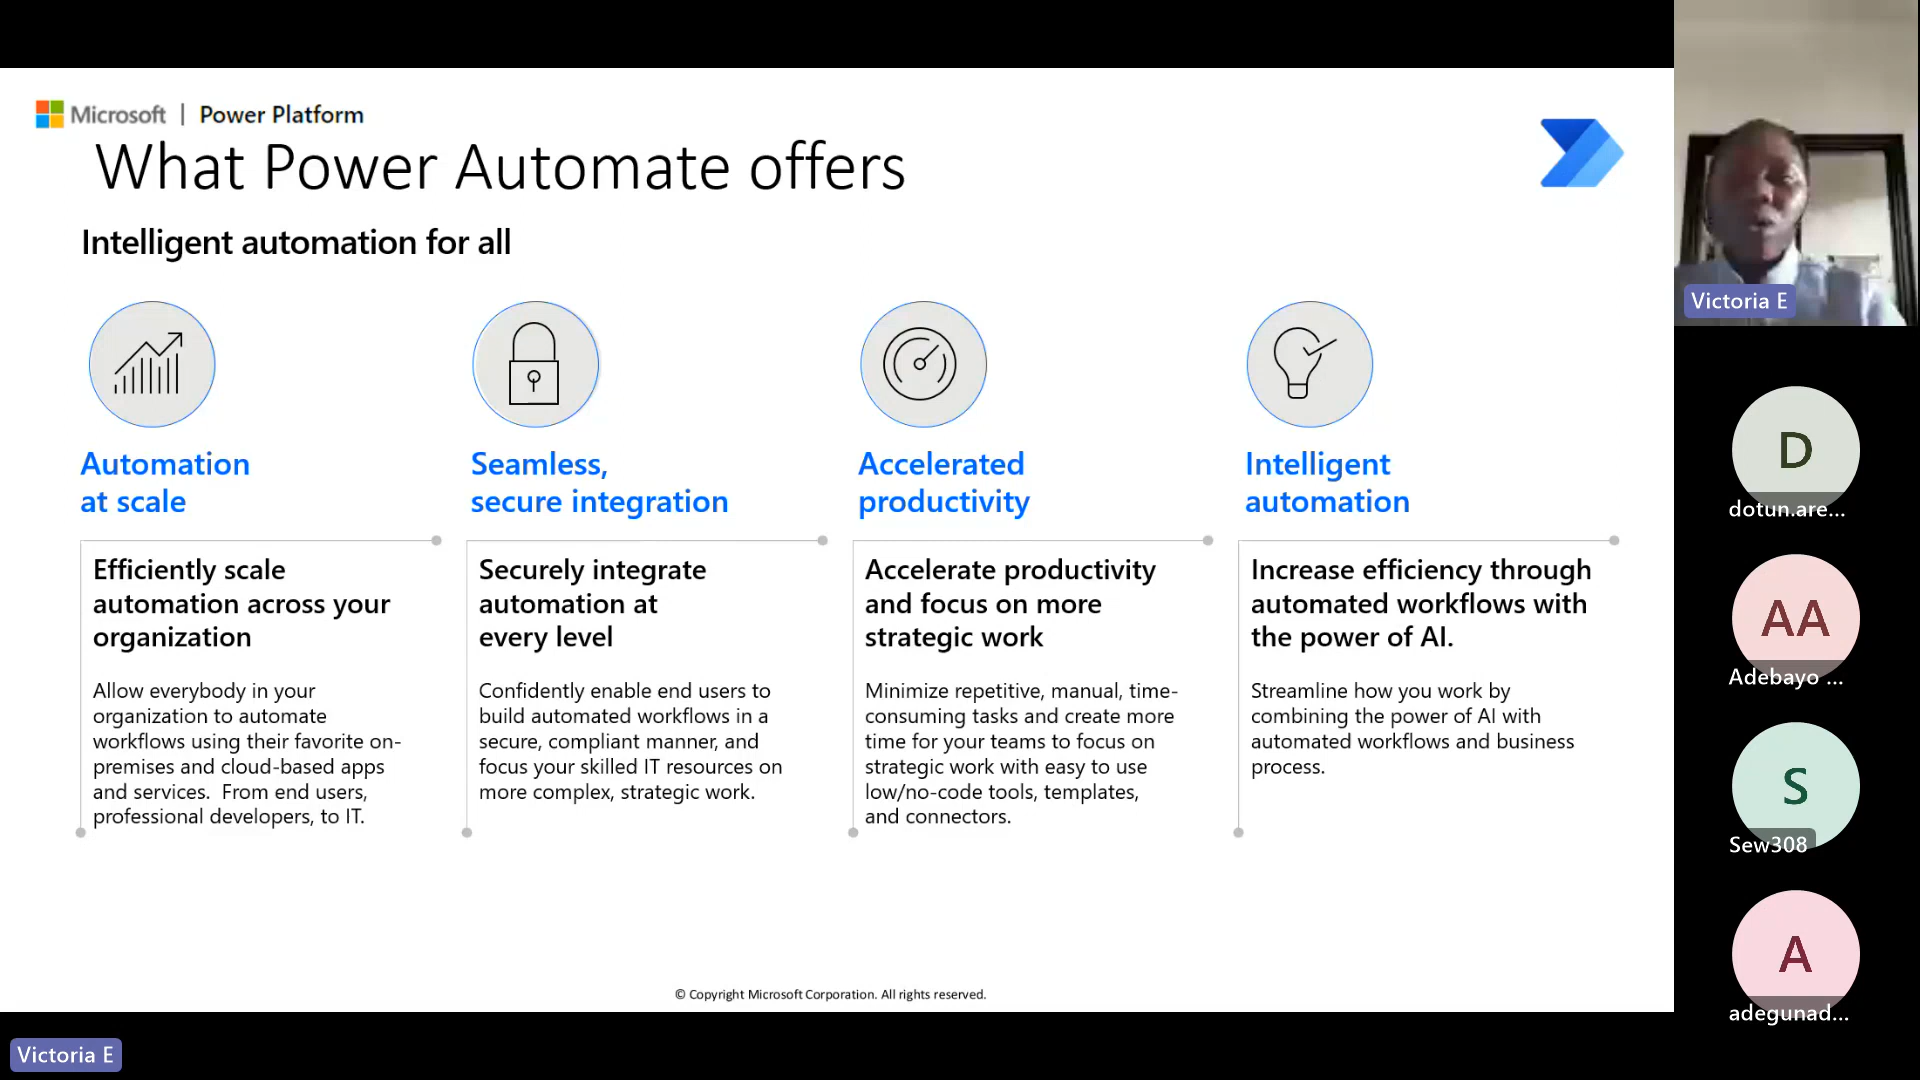 Microsoft | Power Platform
What Power Automate offers
Intelligent automation for all
Automation
at scale
Efficiently scale
automation across your
organization
Allow everybody in your
organization to automate
workflows using their favorite on-
premises and cloud-based apps
and services.  From end users,
professional developers, to IT.
Seamless,
secure integration
Securely integrate
automation at
every level
Confidently enable end users to
build automated workflows in a
secure, compliant manner, and
focus your skilled IT resources on
more complex, strategic work.
Accelerated
productivity
Accelerate productivity
and focus on more
strategic work
Minimize repetitive, manual, time-
consuming tasks and create more
time for your teams to focus on
strategic work with easy to use
low/no-code tools, templates,
and connectors.
Intelligent
automation
Increase efficiency through
automated workflows with
the power of AI.
Streamline how you work by
combining the power of AI with
automated workflows and business
process.
© Copyright Microsoft Corporation. All rights reserved.
Victoria E
Victoria E
D
dotun.are...
AA
Adebayo ...
S
Sew308
A
adegunad...